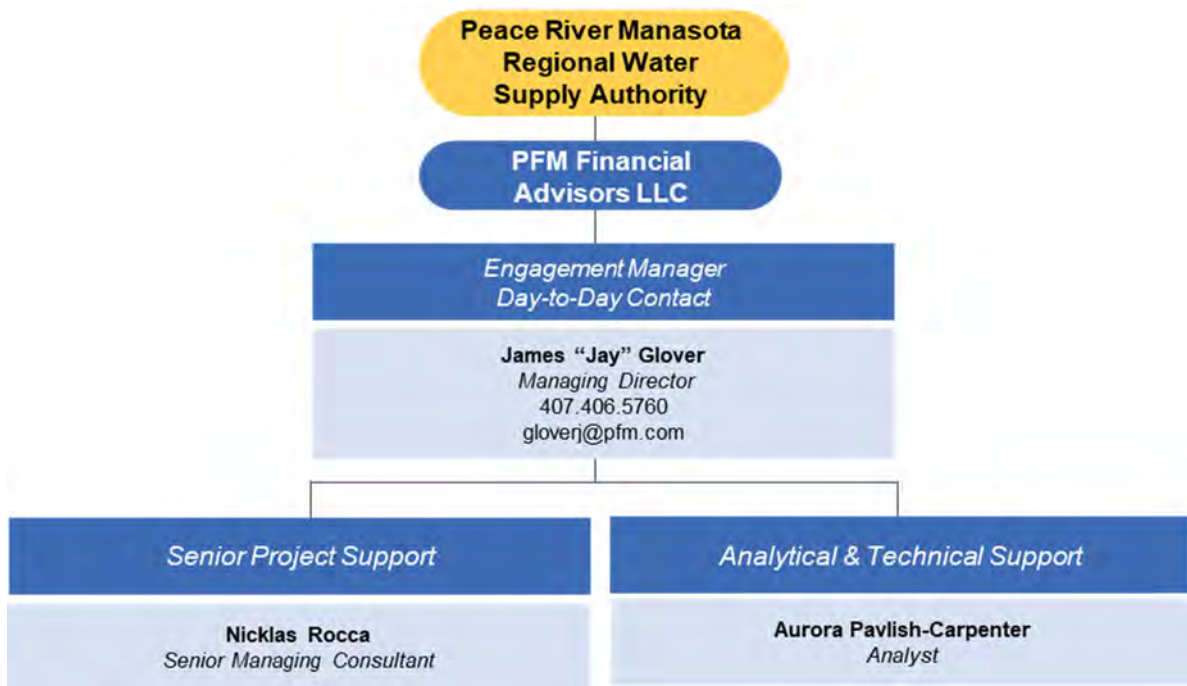 Peace River Manasota
Regional Water
Supply Authority
PFM Financial
Advisors LLC
Engagement Manager
Day-to-Day Contact
James “Jay” Glover
Managing Director
407.406.5760
gloverj@pfm.com
Senior Project Support
Nicklas Rocca
Senior Managing Consultant
Analytical & Technical Support
Aurora Pavlish-Carpenter
Analyst